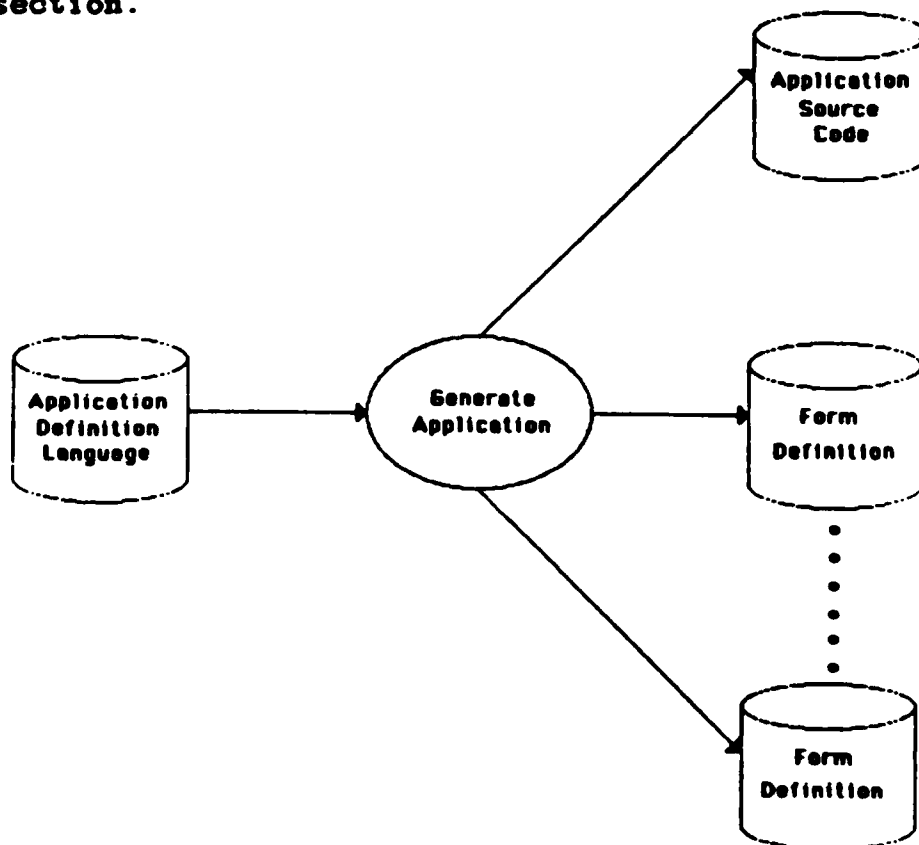 section.
Application
Source
Code
Application
Definition
Language
Generate
Application
Form
Definition
Form
Definition